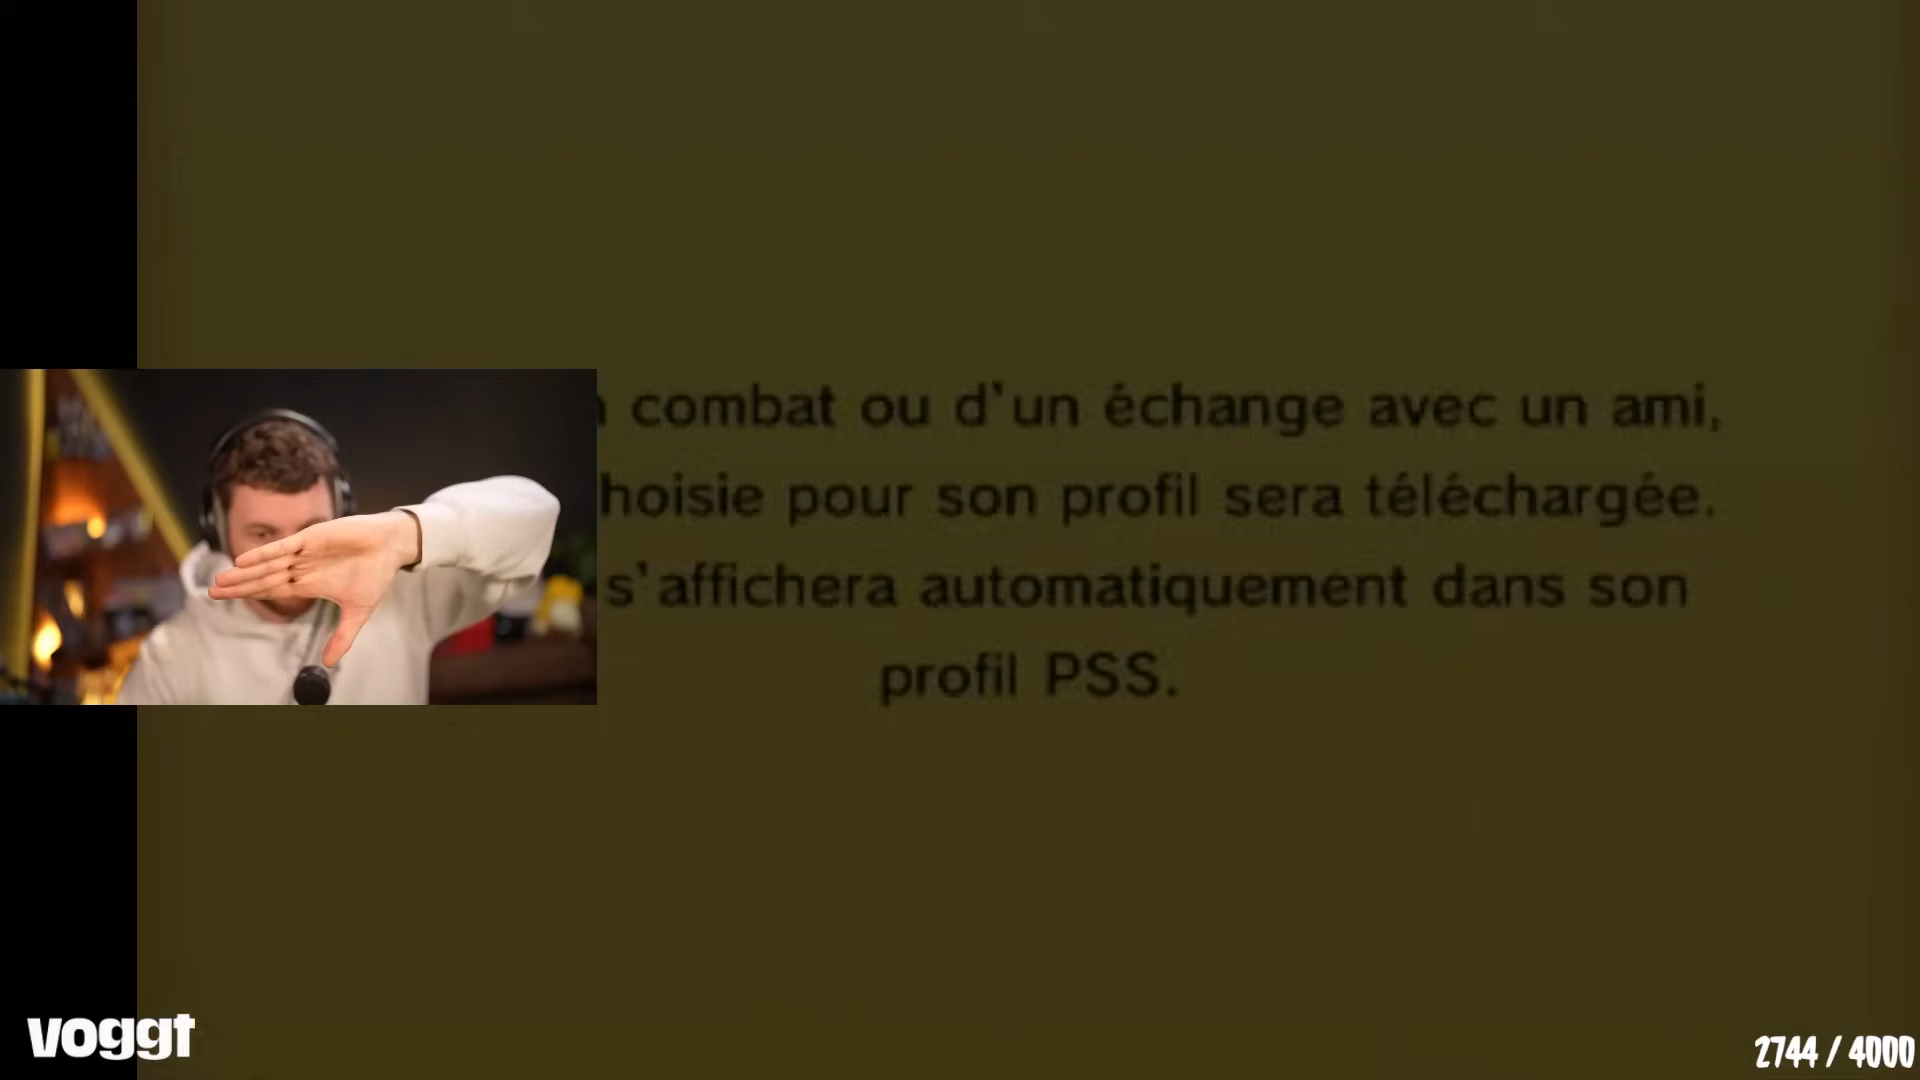 combat ou d'un échange avec un ami,
hoisie pour son profil sera téléchargée.
s'affichera automatiquement dans son
profil PSS.
voggt
2744 / 4000